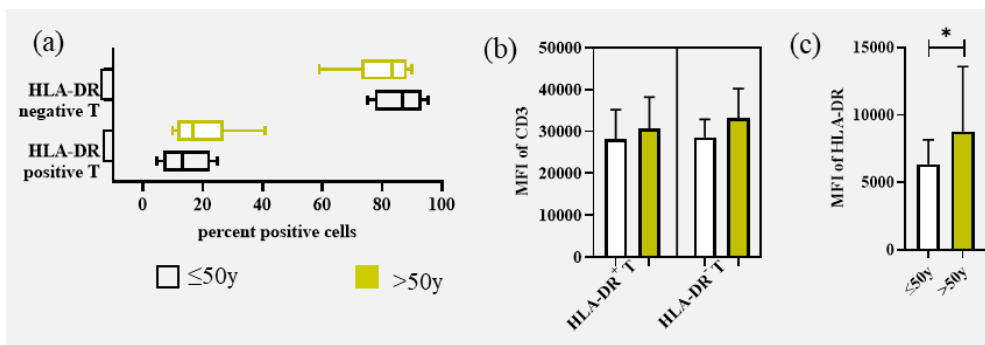 (a)
HLA-DR
negative T
HLA-DR
positive T
0 20 40 60 80 100
percent positive cells
≤50y >50y
(b)
MFI of CD3
50000
40000
30000
20000
10000
0
HLA-DR⁺ T
HLA-DR⁻ T
(c)
MFI of HLA-DR
15000
10000
5000
0
*
≤50y
>50y